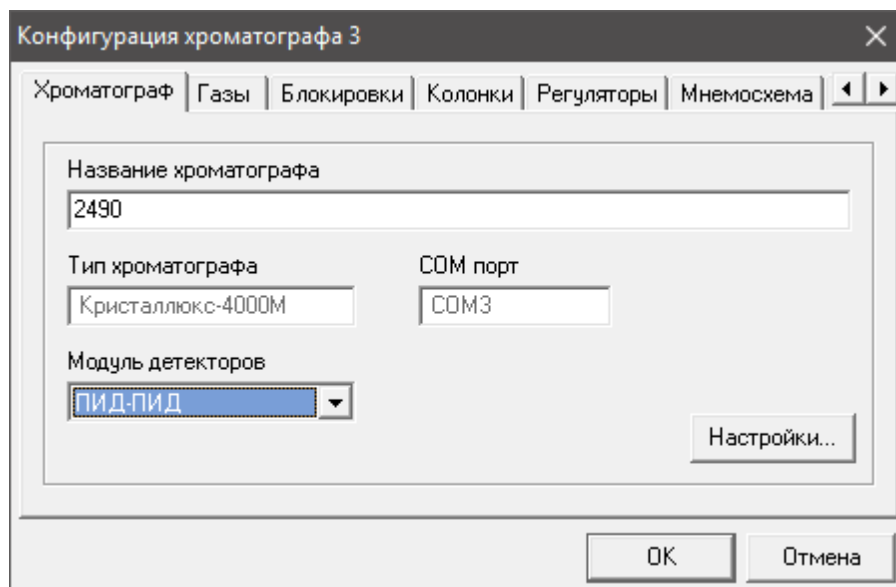 Конфигурация хроматографа 3
Хроматограф Газы Блокировки Колонки Регуляторы Мнемосхема
Название хроматографа
2490
Тип хроматографа COM порт
Кристаллюкс-4000М COM3
Модуль детекторов
ПИД-ПИД
Настройки...
OK Отмена